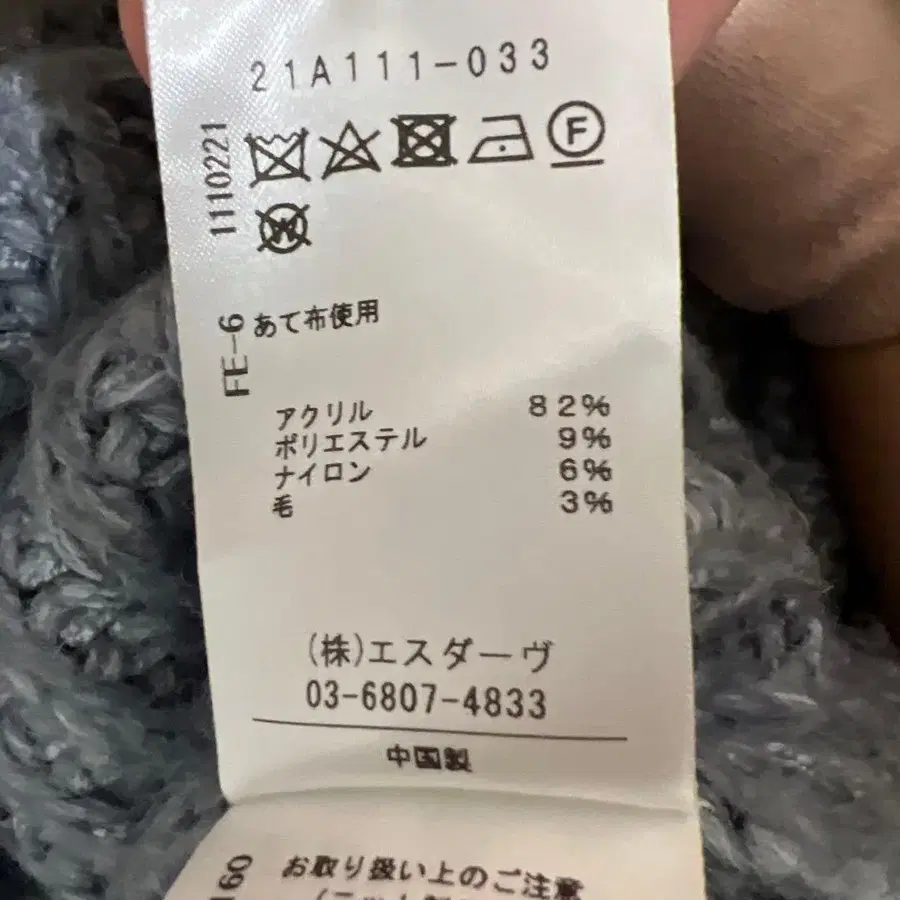 21A111-033
1110221
F
W
FE-6
あて布使用
アクリル 82%
ポリエステル 9%
ナイロン 6%
毛 3%
(株)エスダーヴ
03-6807-4833
中国製
160
お取り扱い上のご注意